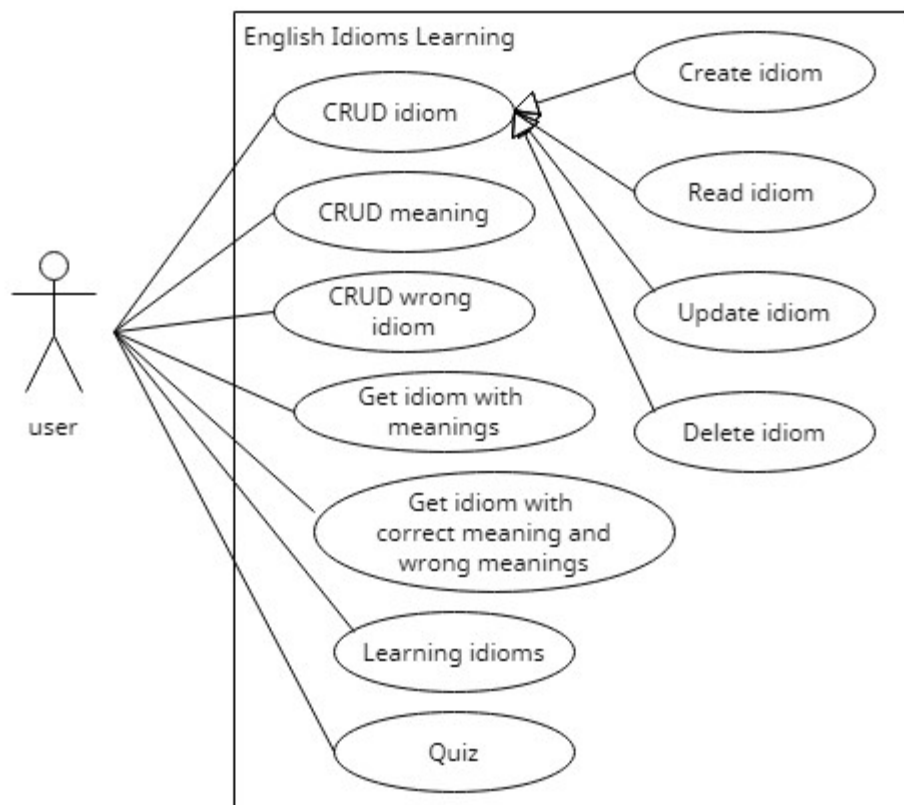 English Idioms Learning
CRUD idiom
Create idiom
CRUD meaning
Read idiom
CRUD wrong
idiom
Update idiom
Get idiom with
meanings
Delete idiom
user
Get idiom with
correct meaning and
wrong meanings
Learning idioms
Quiz